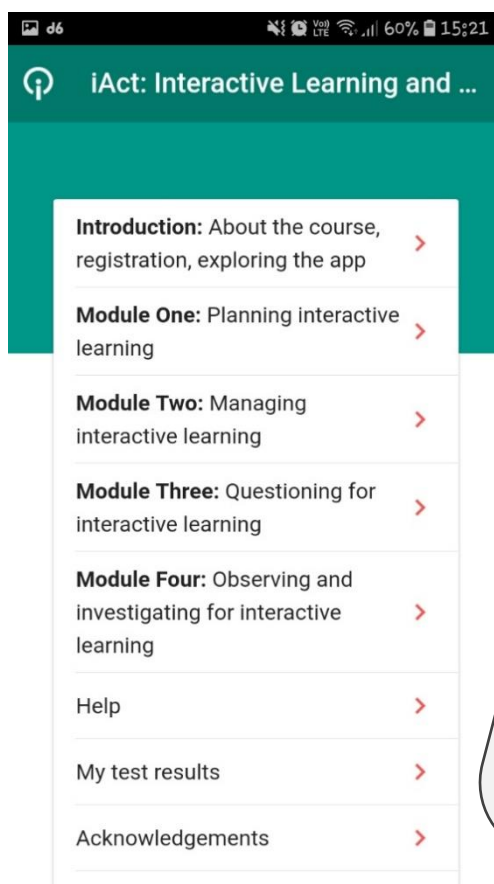 d6 Vo) LTE 60% 15:21
iAct: Interactive Learning and ...
Introduction: About the course,
registration, exploring the app
Module One: Planning interactive
learning
Module Two: Managing
interactive learning
Module Three: Questioning for
interactive learning
Module Four: Observing and
investigating for interactive
learning
Help
My test results
Acknowledgements